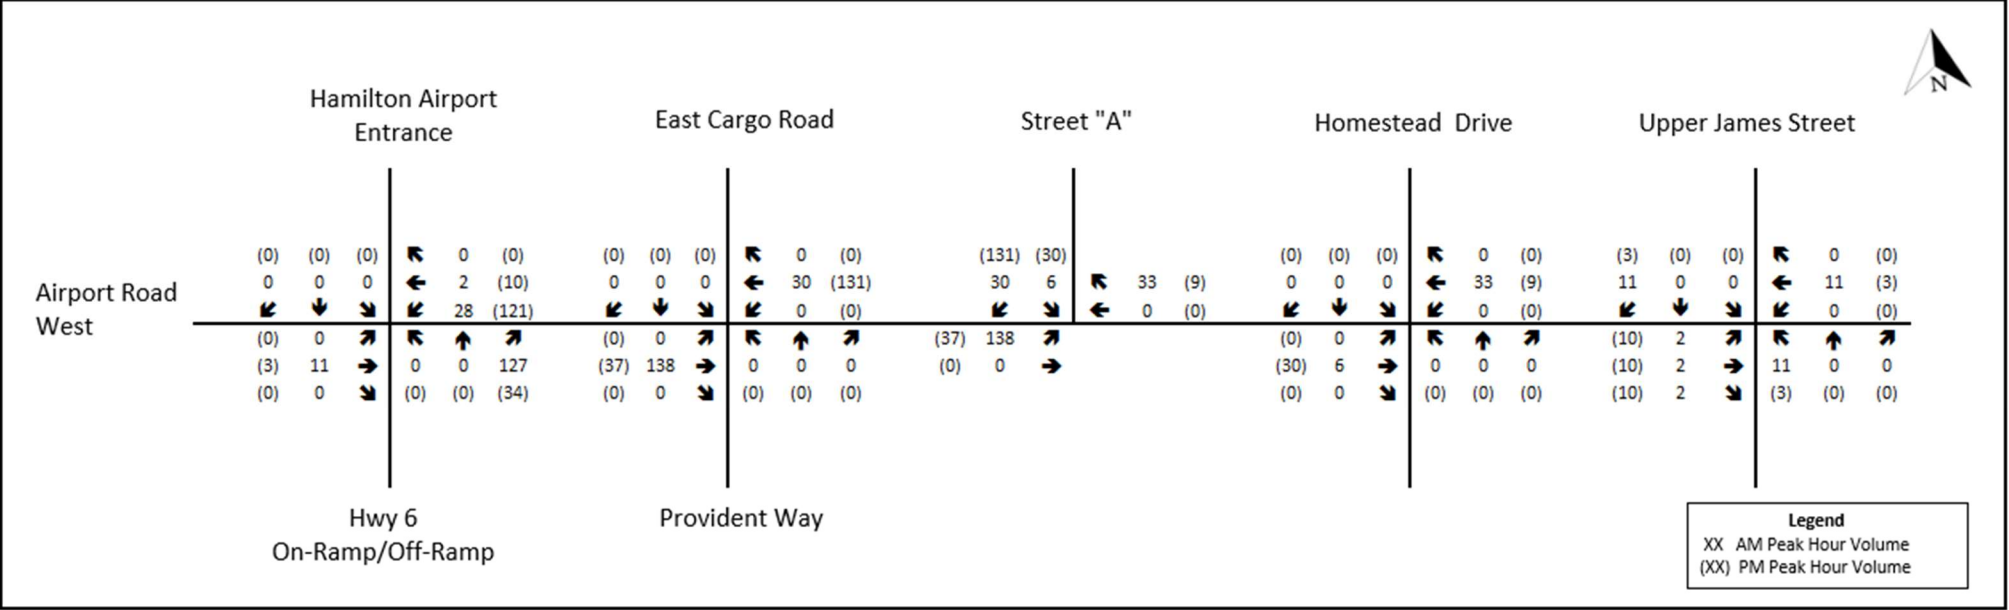 N
Hamilton Airport
Entrance
East Cargo Road
Street "A"
Homestead Drive
Upper James Street
Airport Road
West
(0) (0) (0) 0 (0)
0 0 0 2 (10)
28 (121)
(0) 0
(3) 11 0 0 127
(0) 0 (0) (0) (34)
(0) (0) (0) 0 (0)
0 0 0 30 (131)
0 (0)
(0) 0
(37) 138 0 0 0
(0) 0 (0) (0) (0)
(131) (30)
30 6 33 (9)
0 (0)
(37) 138
(0) 0
(0) (0) (0) 0 (0)
0 0 0 33 (9)
0 (0)
(0) 0
(30) 6 0 0 0
(0) 0 (0) (0) (0)
(3) (0) (0) 0 (0)
11 0 0 11 (3)
0 (0)
(10) 2
(10) 2 11 0 0
(10) 2 (3) (0) (0)
Hwy 6
On-Ramp/Off-Ramp
Provident Way
Legend
XX AM Peak Hour Volume
(XX) PM Peak Hour Volume